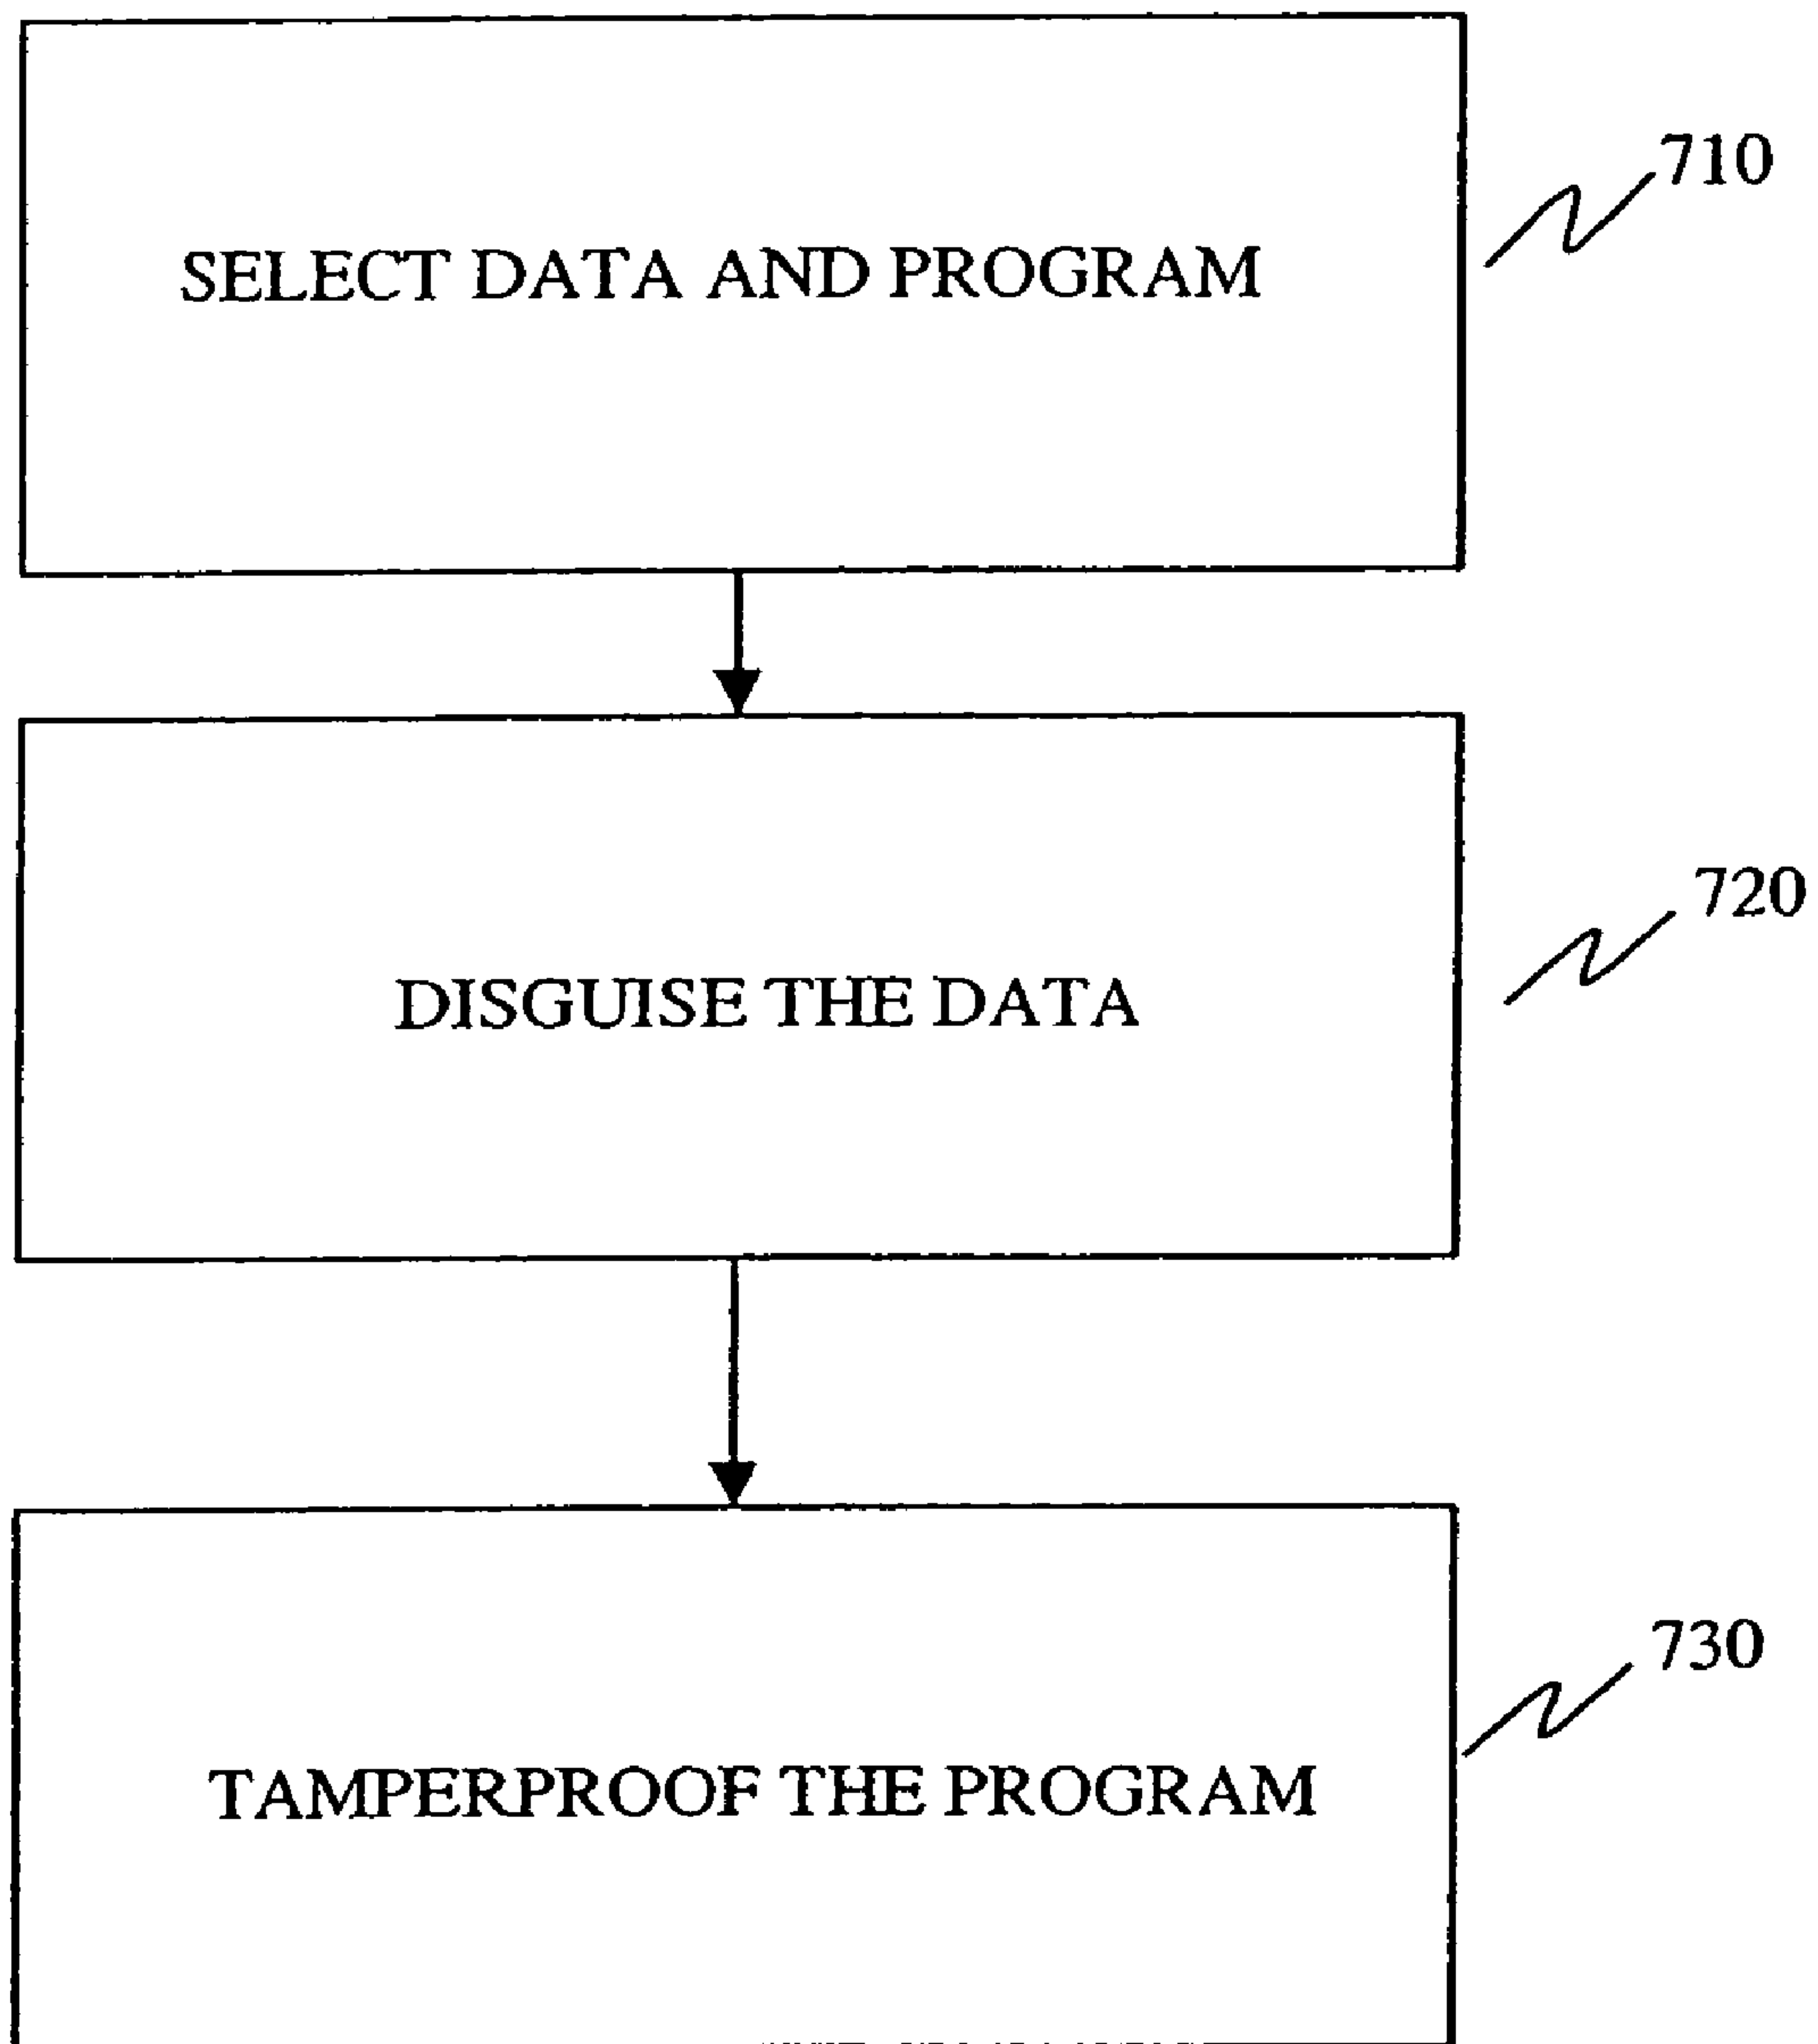 710
SELECT DATA AND PROGRAM
720
DISGUISE THE DATA
730
TAMPERPROOF THE PROGRAM